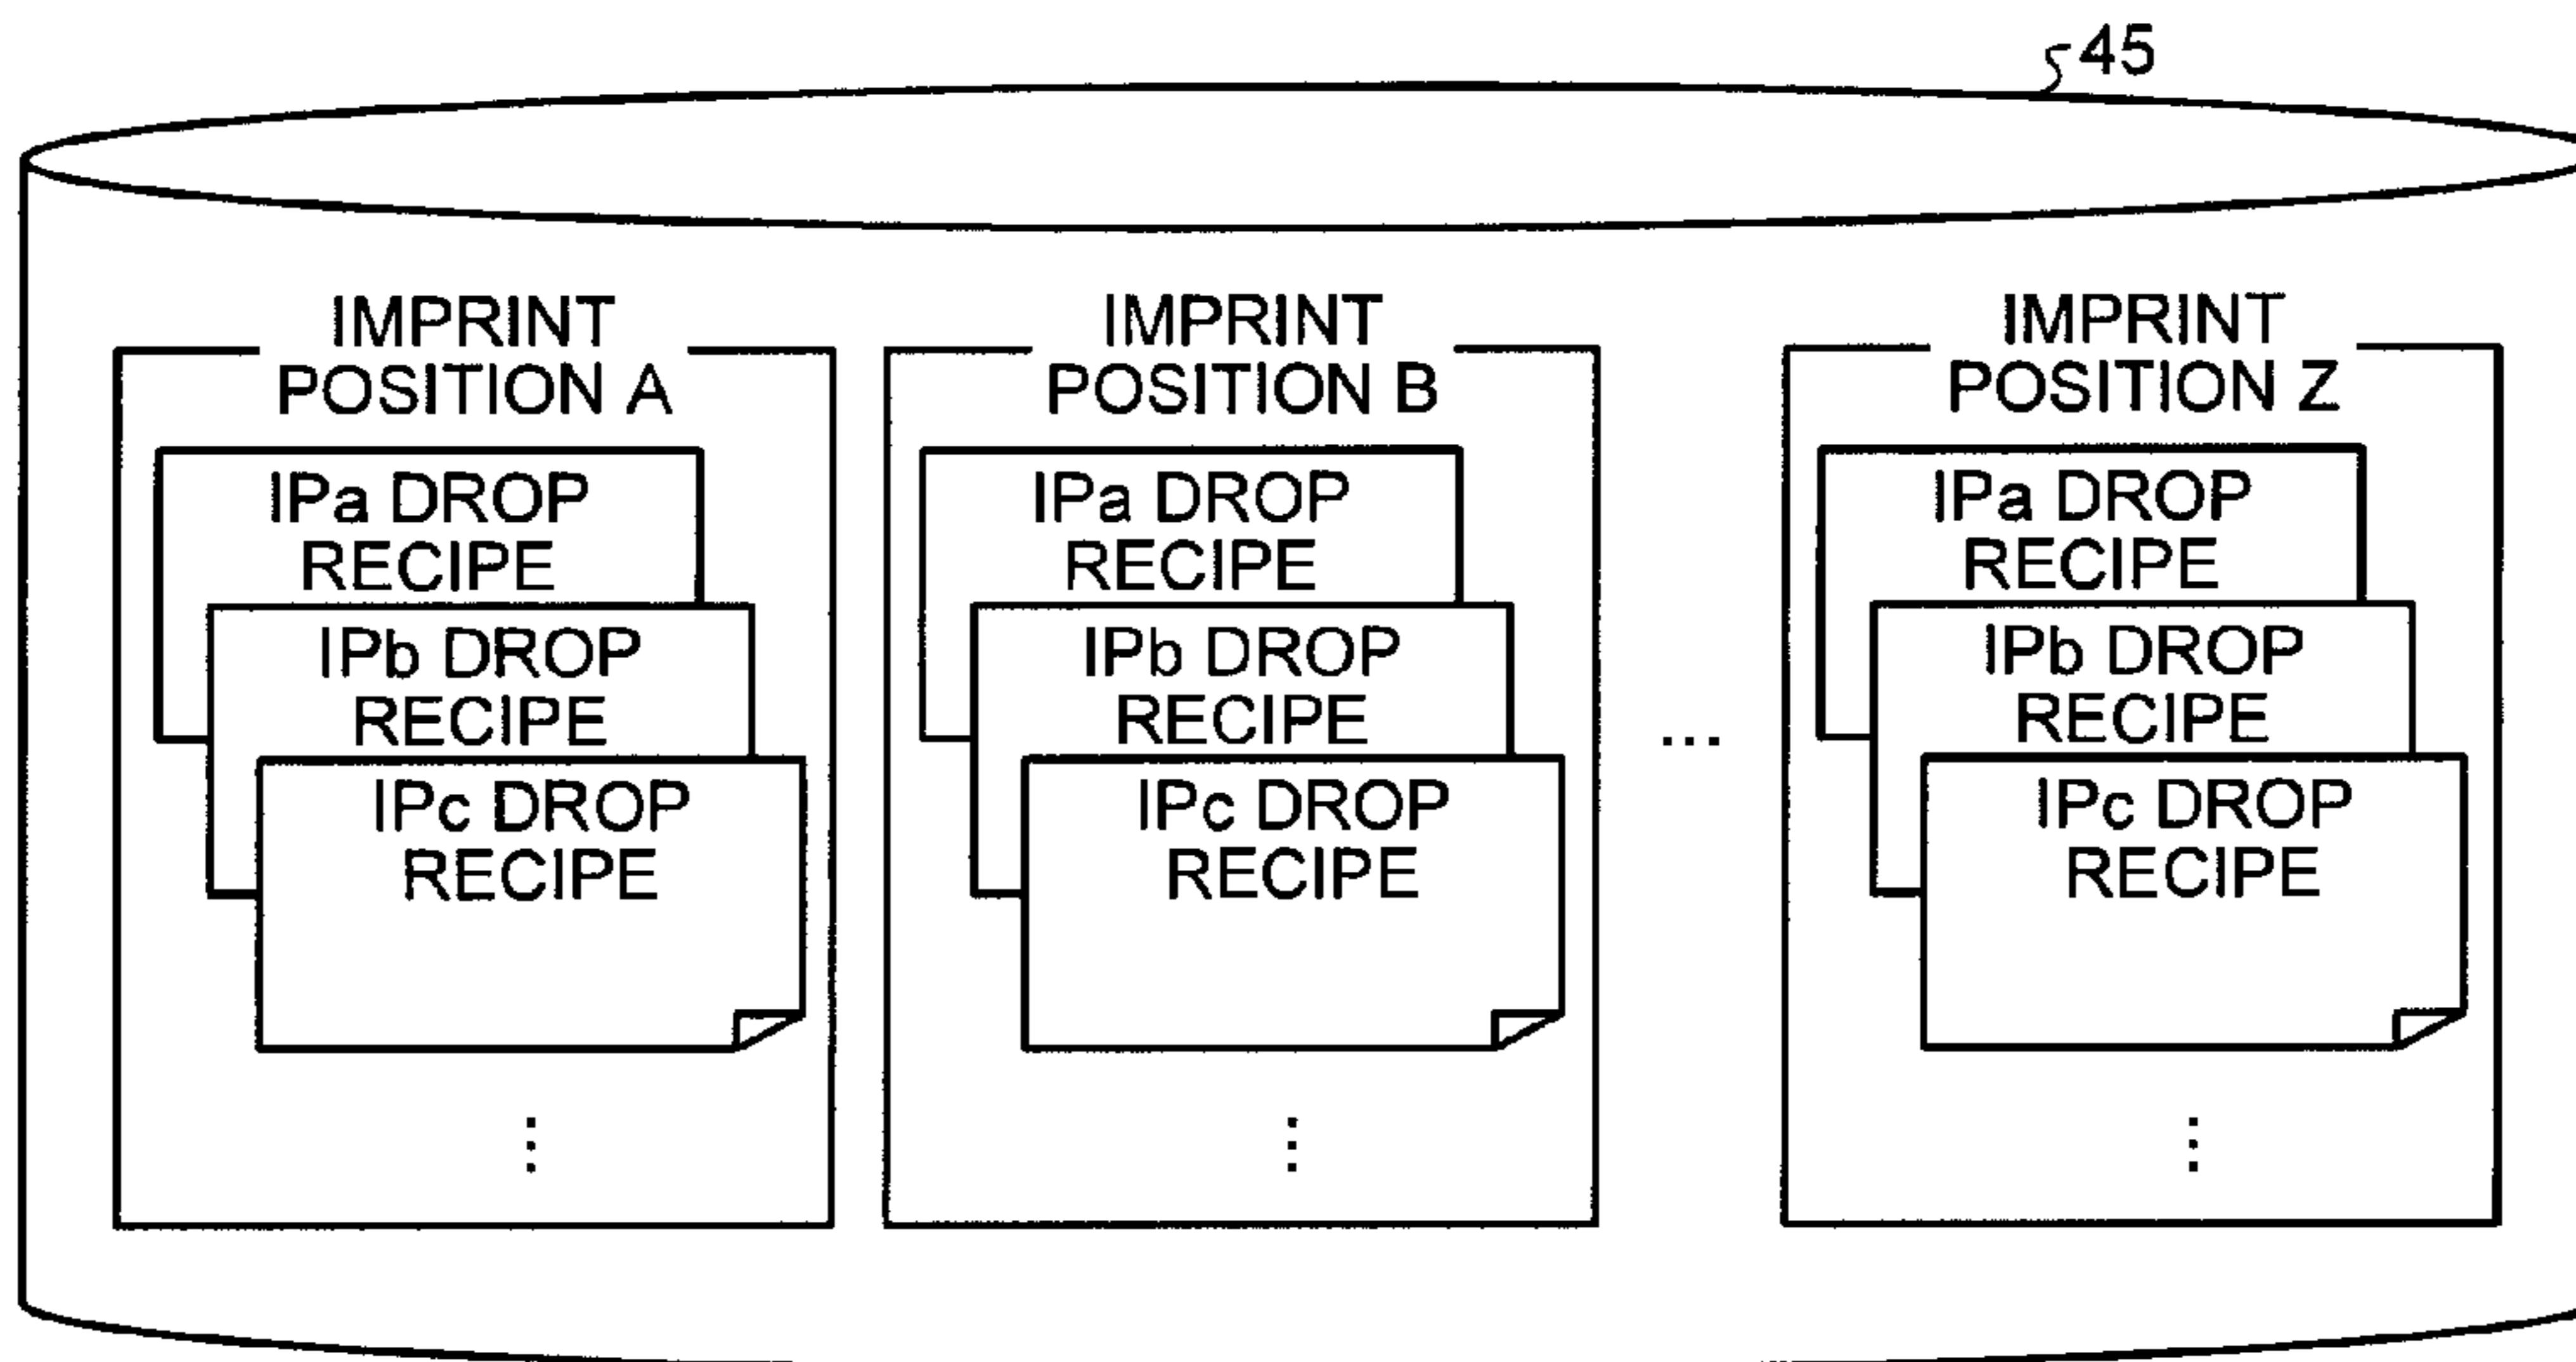 45
IMPRINT
POSITION A
IPa DROP
RECIPE
IPb DROP
RECIPE
IPc DROP
RECIPE
⋮
IMPRINT
POSITION B
IPa DROP
RECIPE
IPb DROP
RECIPE
IPc DROP
RECIPE
⋮
...
IMPRINT
POSITION Z
IPa DROP
RECIPE
IPb DROP
RECIPE
IPc DROP
RECIPE
⋮